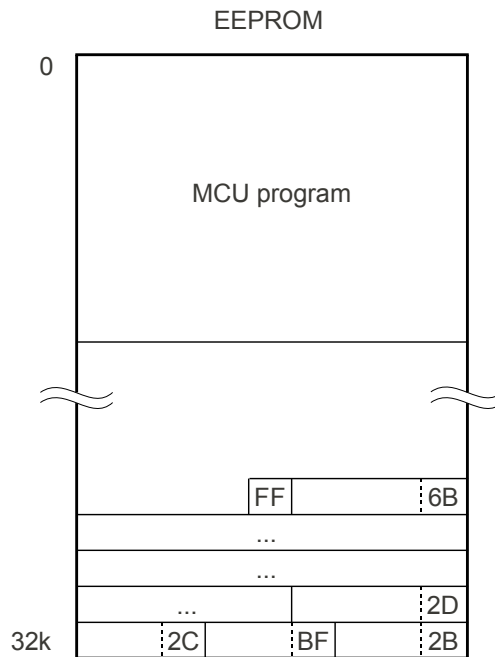 EEPROM
0
MCU program
FF 6B
...
...
... 2D
32k 2C BF 2B